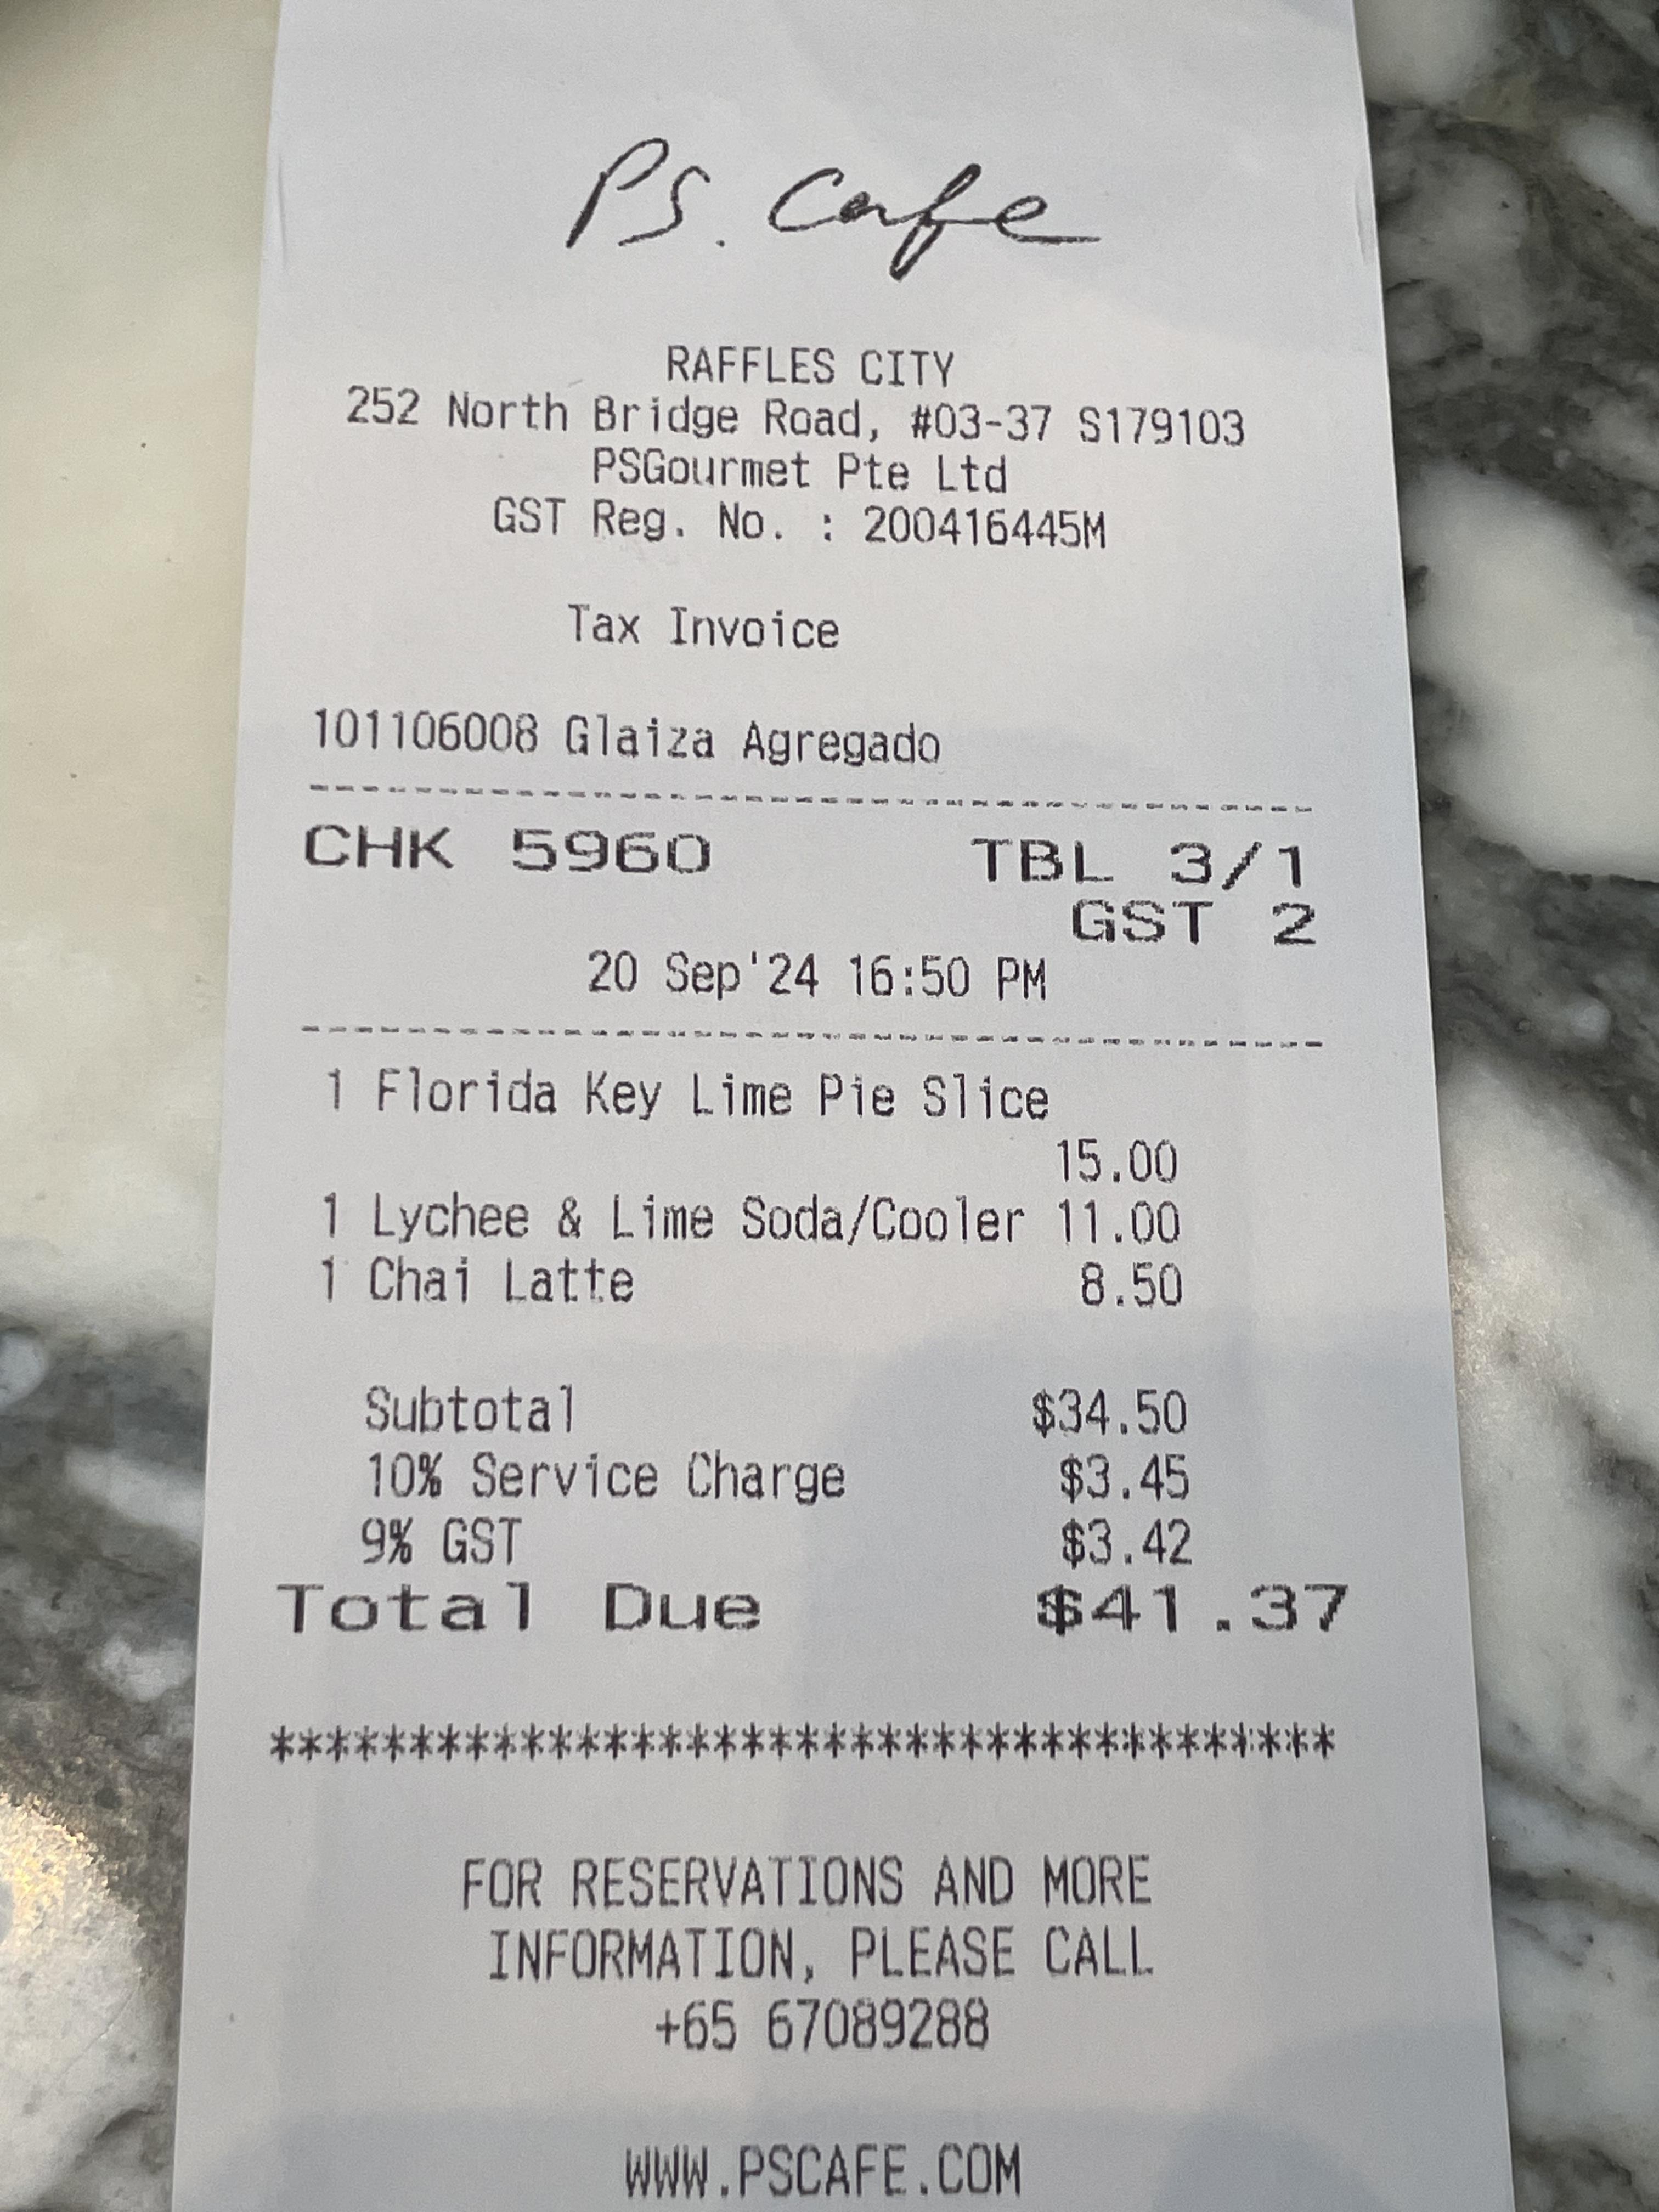 PS. Cafe
RAFFLES CITY
252 North Bridge Road, #03-37 S179103
PSGourmet Pte Ltd
GST Reg. No. : 200416445M
Tax Invoice
101106008 Glaiza Agregado
----------------------------------------
CHK 5960 TBL 3/1
GST 2
20 Sep'24 16:50 PM
----------------------------------------
1 Florida Key Lime Pie Slice
15.00
1 Lychee & Lime Soda/Cooler 11.00
1 Chai Latte 8.50
Subtotal $34.50
10% Service Charge $3.45
9% GST $3.42
Total Due $41.37
***************************************
FOR RESERVATIONS AND MORE
INFORMATION, PLEASE CALL
+65 67089288
WWW.PSCAFE.COM